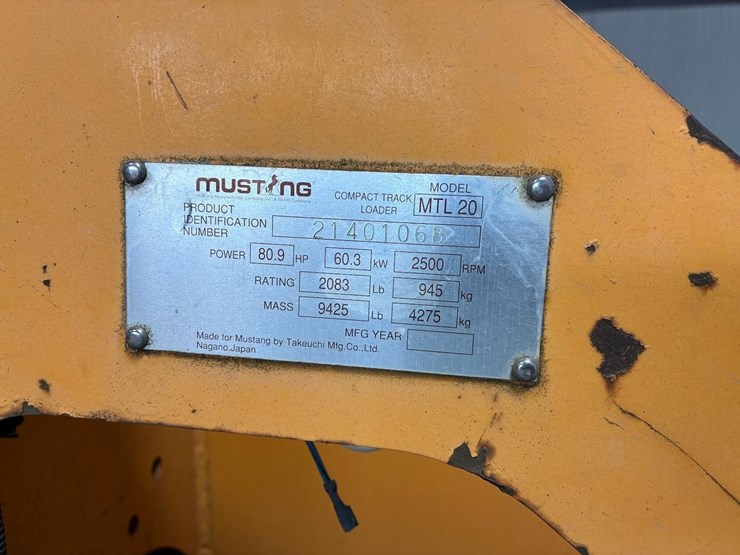 MUSTANG
COMPACT TRACK LOADER
MODEL
MTL 20
PRODUCT IDENTIFICATION NUMBER
21401068
POWER 80.9 HP 60.3 kW 2500 RPM
RATING 2083 Lb 945 kg
MASS 9425 Lb 4275 kg
MFG YEAR
Made for Mustang by Takeuchi Mfg.Co.,Ltd.
Nagano,Japan